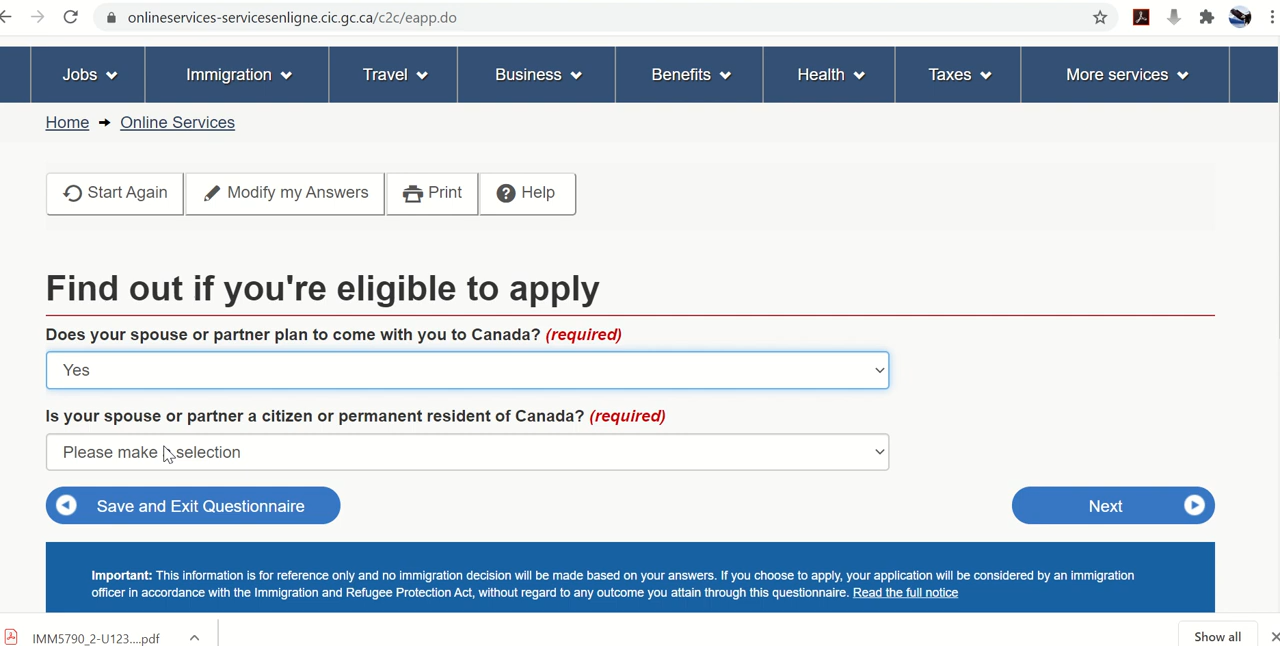 onlineservices-servicesenligne.cic.gc.ca/c2c/eapp.do
Jobs Immigration Travel Business Benefits Health Taxes More services
Home Online Services
Start Again Modify my Answers Print Help
Find out if you're eligible to apply
Does your spouse or partner plan to come with you to Canada? (required)
Yes
Is your spouse or partner a citizen or permanent resident of Canada? (required)
Please make selection
Save and Exit Questionnaire Next
Important: This information is for reference only and no immigration decision will be made based on your answers. If you choose to apply, your application will be considered by an immigration
officer in accordance with the Immigration and Refugee Protection Act, without regard to any outcome you attain through this questionnaire. Read the full notice
IMM5790_2-U123....pdf Show all